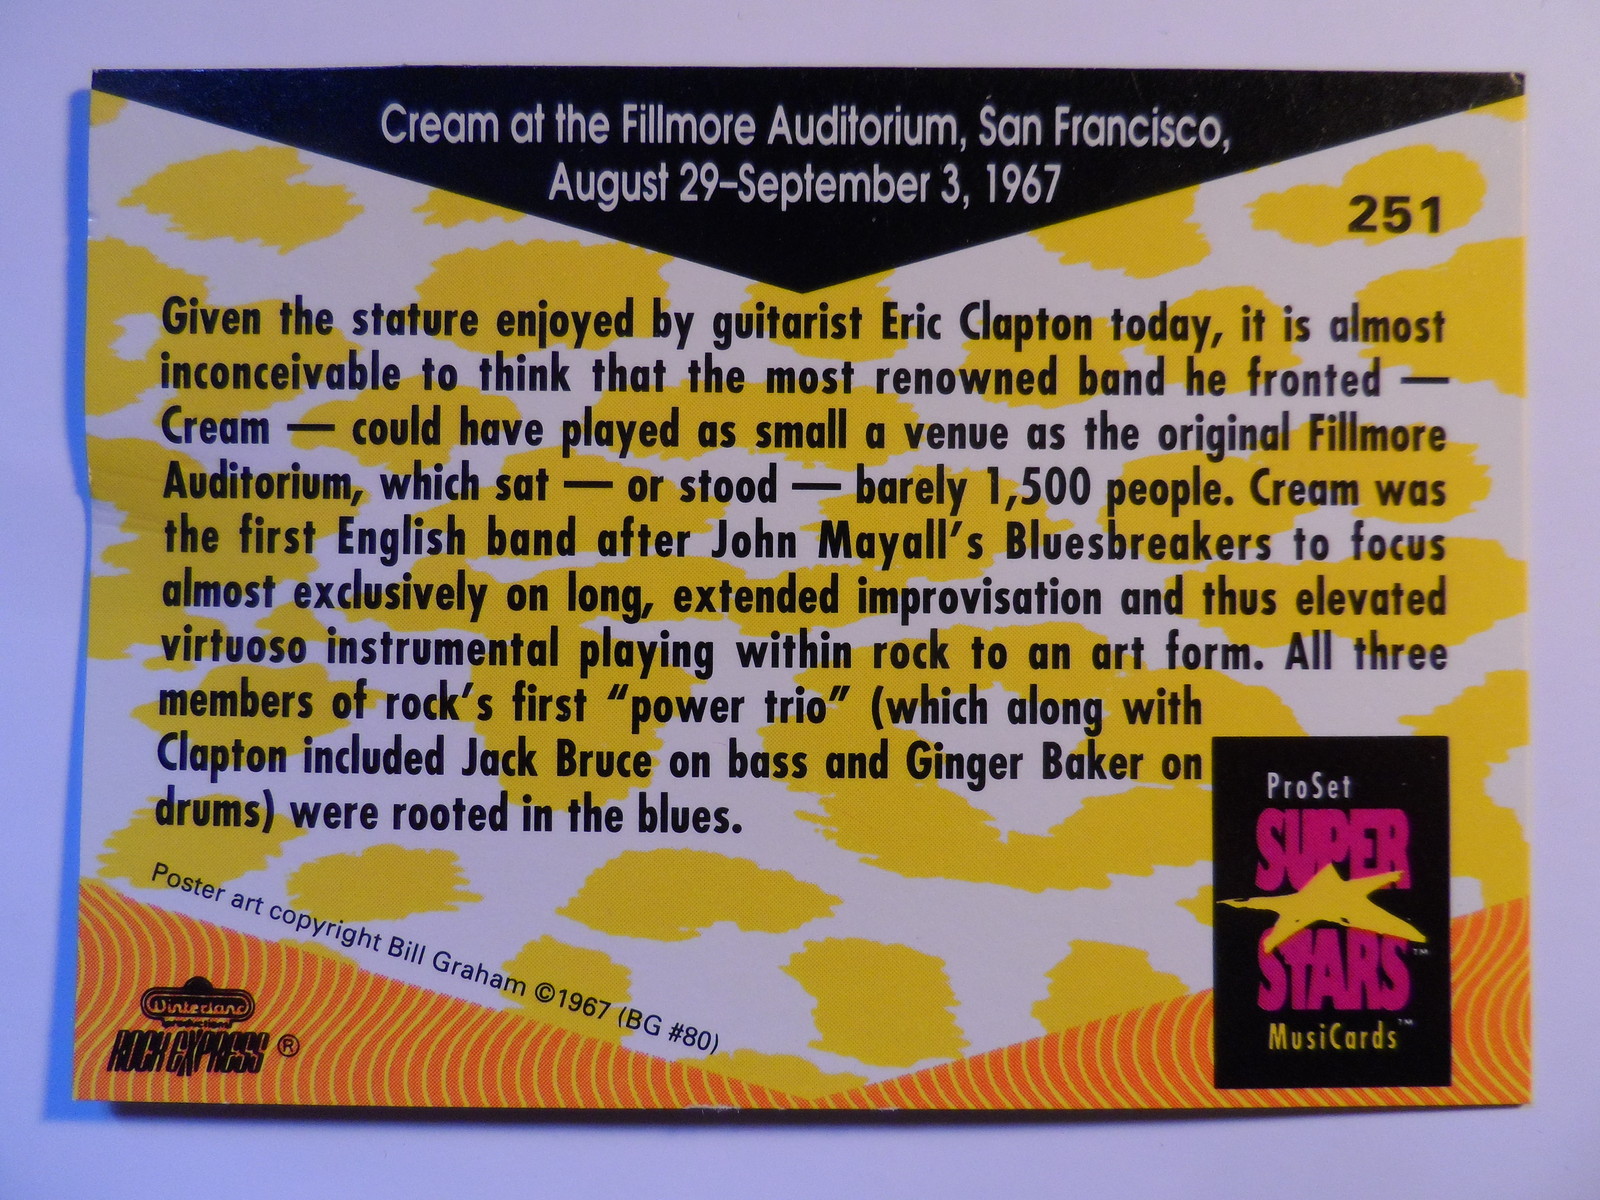 Cream at the Fillmore Auditorium, San Francisco,
August 29–September 3, 1967
251
Given the stature enjoyed by guitarist Eric Clapton today, it is almost
inconceivable to think that the most renowned band he fronted —
Cream — could have played as small a venue as the original Fillmore
Auditorium, which sat — or stood — barely 1,500 people. Cream was
the first English band after John Mayall's Bluesbreakers to focus
almost exclusively on long, extended improvisation and thus elevated
virtuoso instrumental playing within rock to an art form. All three
members of rock's first "power trio" (which along with
Clapton included Jack Bruce on bass and Ginger Baker on
drums) were rooted in the blues.
Poster art copyright Bill Graham ©1967 (BG #80)
Winterland
productions
ROCK EXPRESS ®
ProSet
SUPER
STARS™
MusiCards™